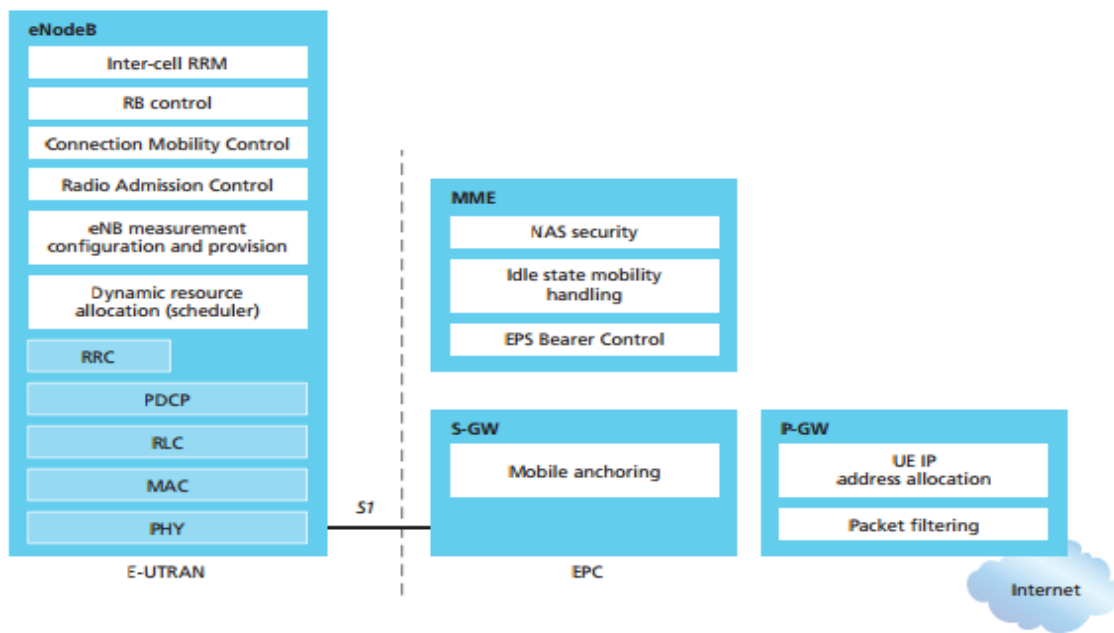 eNodeB
Inter-cell RRM
RB control
Connection Mobility Control
Radio Admission Control
eNB measurement
configuration and provision
Dynamic resource
allocation (scheduler)
RRC
PDCP
RLC
MAC
PHY
E-UTRAN
S1
MME
NAS security
Idle state mobility
handling
EPS Bearer Control
S-GW
Mobile anchoring
EPC
P-GW
UE IP
address allocation
Packet filtering
Internet